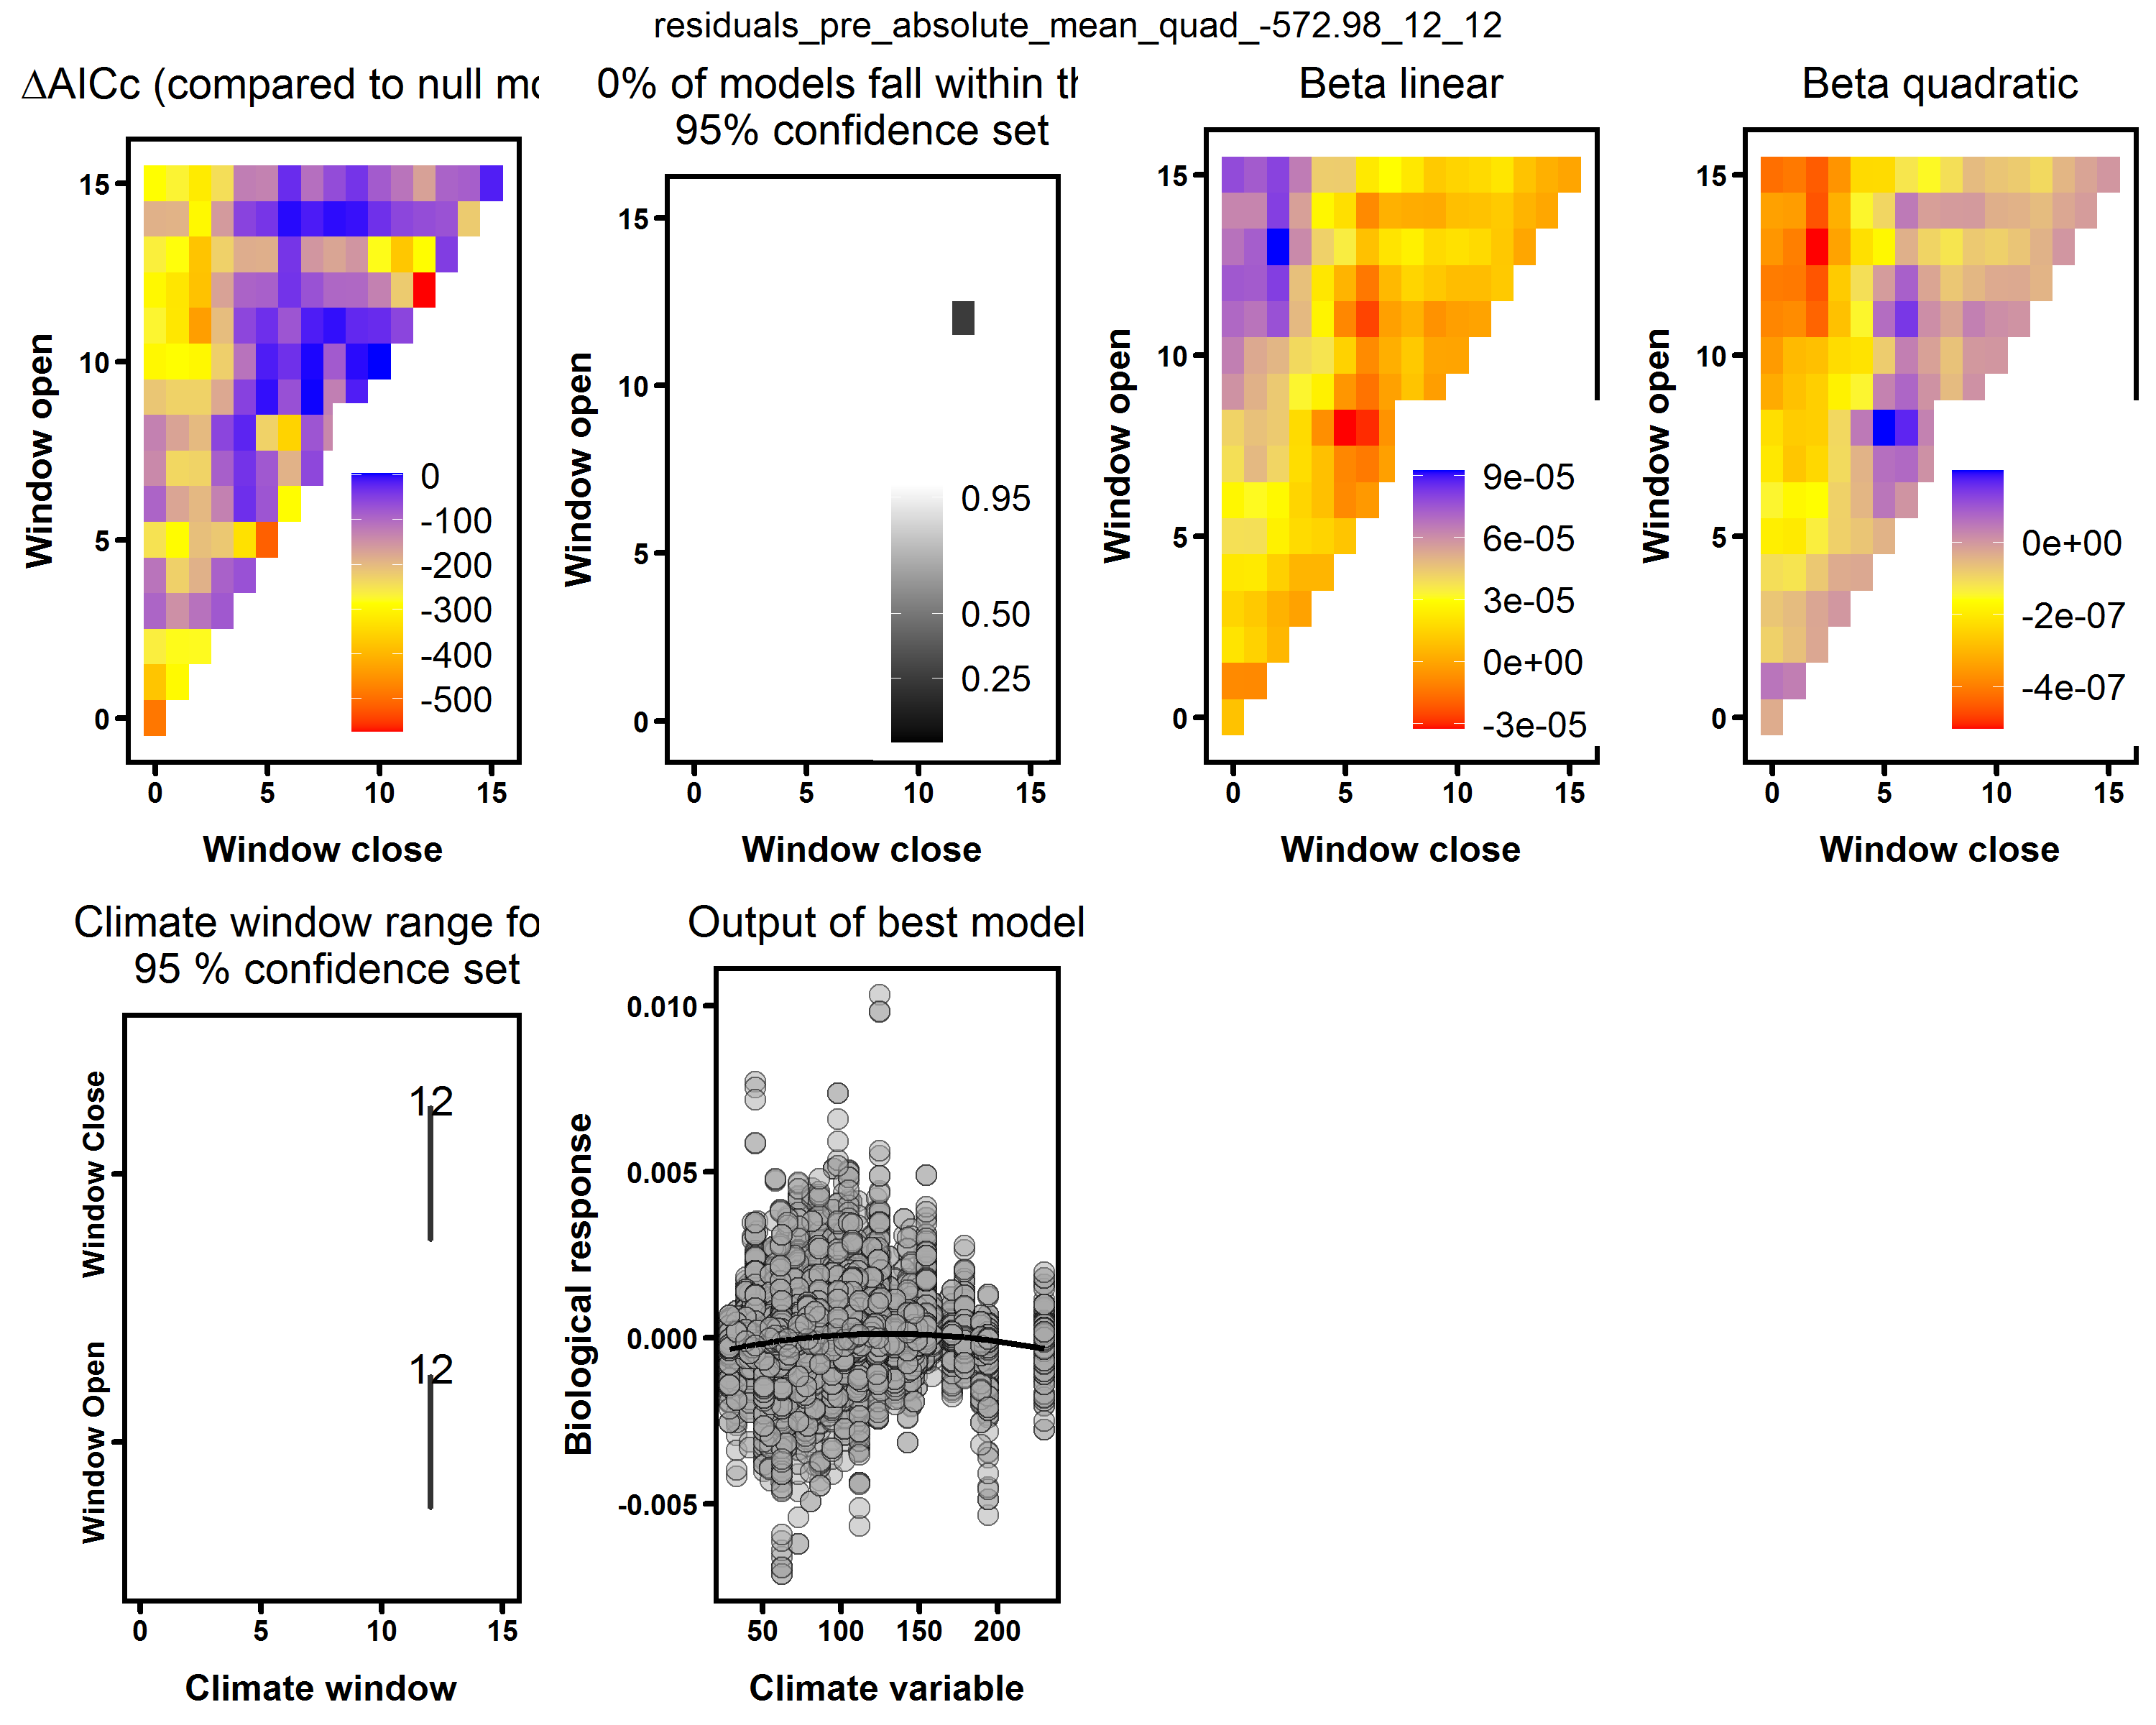 residuals_pre_absolute_mean_quad_-572.98_12_12
ΔAICc (compared to null mo
Window open
15
10
5
0
0
-100
-200
-300
-400
-500
0 5 10 15
Window close
0% of models fall within th
95% confidence set
Window open
15
10
5
0
0.95
0.50
0.25
0 5 10 15
Window close
Beta linear
Window open
15
10
5
0
9e-05
6e-05
3e-05
0e+00
-3e-05
0 5 10 15
Window close
Beta quadratic
Window open
15
10
5
0
0e+00
-2e-07
-4e-07
0 5 10 15
Window close
Climate window range fo
95 % confidence set
Window Close
Window Open
12
12
0 5 10 15
Climate window
Output of best model
Biological response
0.010
0.005
0.000
-0.005
50 100 150 200
Climate variable